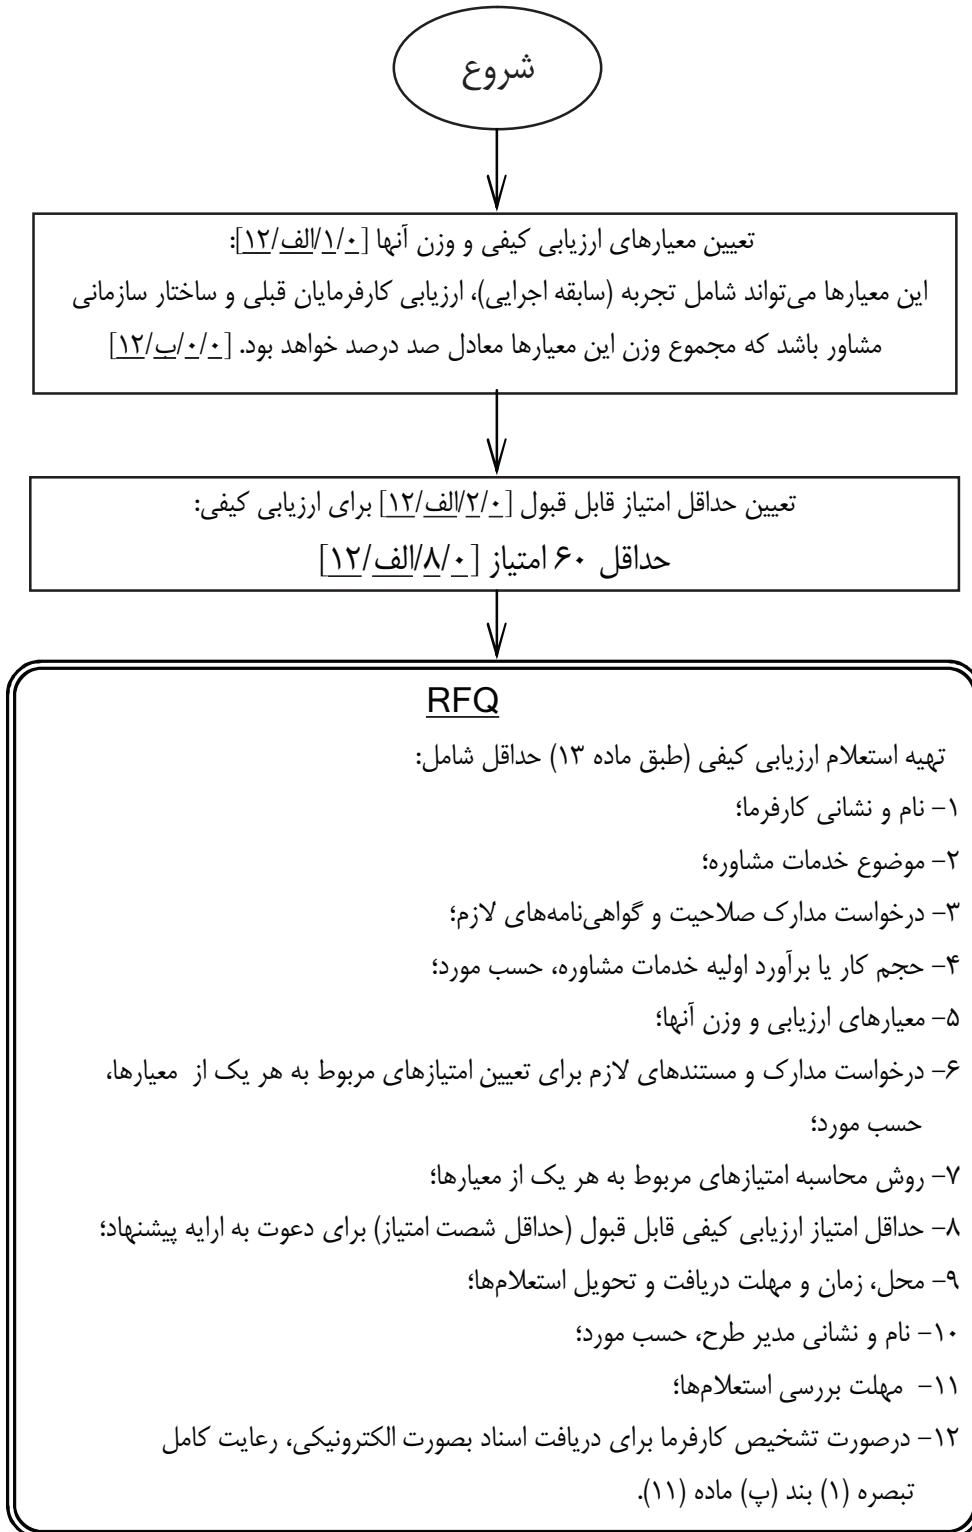 شروع
تعیین معیارهای ارزیابی کیفی و وزن آنها [۱۲/الف/۱/۰]:
این معیارها می‌تواند شامل تجربه (سابقه اجرایی)، ارزیابی کارفرمایان قبلی و ساختار سازمانی
مشاور باشد که مجموع وزن این معیارها معادل صد درصد خواهد بود. [۱۲/ب/۰/۰]
تعیین حداقل امتیاز قابل قبول [۱۲/الف/۲/۰] برای ارزیابی کیفی:
حداقل ۶۰ امتیاز [۱۲/الف/۸/۰]
RFQ
تهیه استعلام ارزیابی کیفی (طبق ماده ۱۳) حداقل شامل:
۱– نام و نشانی کارفرما؛
۲– موضوع خدمات مشاوره؛
۳– درخواست مدارک صلاحیت و گواهی‌نامه‌های لازم؛
۴– حجم کار یا برآورد اولیه خدمات مشاوره، حسب مورد؛
۵– معیارهای ارزیابی و وزن آنها؛
۶– درخواست مدارک و مستندهای لازم برای تعیین امتیازهای مربوط به هر یک از معیارها،
حسب مورد؛
۷– روش محاسبه امتیازهای مربوط به هر یک از معیارها؛
۸– حداقل امتیاز ارزیابی کیفی قابل قبول (حداقل شصت امتیاز) برای دعوت به ارایه پیشنهاد؛
۹– محل، زمان و مهلت دریافت و تحویل استعلام‌ها؛
۱۰– نام و نشانی مدیر طرح، حسب مورد؛
۱۱– مهلت بررسی استعلام‌ها؛
۱۲– درصورت تشخیص کارفرما برای دریافت اسناد بصورت الکترونیکی، رعایت کامل
تبصره (۱) بند (پ) ماده (۱۱).